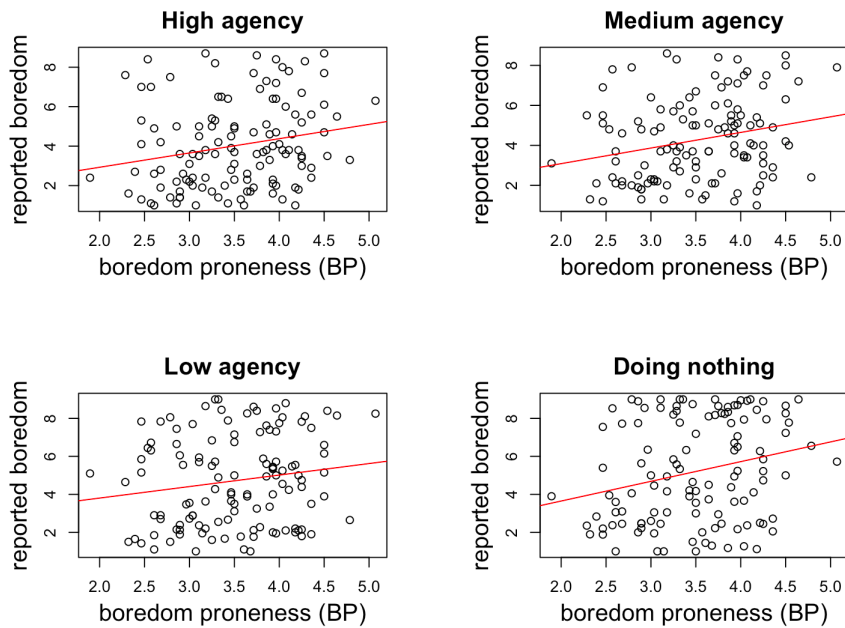 High agency
reported boredom
8
6
4
2
2.0 2.5 3.0 3.5 4.0 4.5 5.0
boredom proneness (BP)
Medium agency
reported boredom
8
6
4
2
2.0 2.5 3.0 3.5 4.0 4.5 5.0
boredom proneness (BP)
Low agency
reported boredom
8
6
4
2
2.0 2.5 3.0 3.5 4.0 4.5 5.0
boredom proneness (BP)
Doing nothing
reported boredom
8
6
4
2
2.0 2.5 3.0 3.5 4.0 4.5 5.0
boredom proneness (BP)